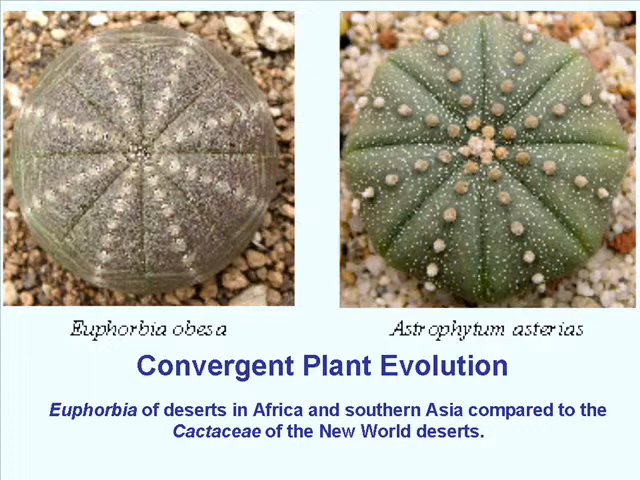 Euphorbia obesa
Astrophytum asterias
Convergent Plant Evolution
Euphorbia of deserts in Africa and southern Asia compared to the
Cactaceae of the New World deserts.